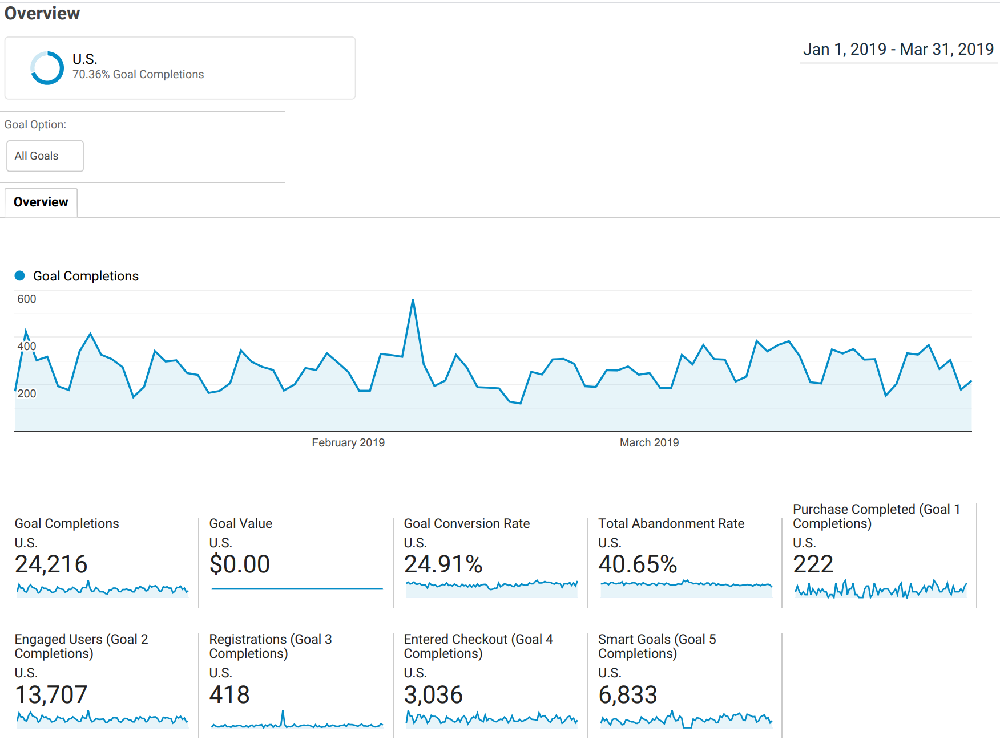 Overview
U.S.
70.36% Goal Completions
Jan 1, 2019 - Mar 31, 2019
Goal Option:
All Goals
Overview
Goal Completions
600
400
200
February 2019
March 2019
Goal Completions
U.S.
24,216
Goal Value
U.S.
$0.00
Goal Conversion Rate
U.S.
24.91%
Total Abandonment Rate
U.S.
40.65%
Purchase Completed (Goal 1
Completions)
U.S.
222
Engaged Users (Goal 2
Completions)
U.S.
13,707
Registrations (Goal 3
Completions)
U.S.
418
Entered Checkout (Goal 4
Completions)
U.S.
3,036
Smart Goals (Goal 5
Completions)
U.S.
6,833